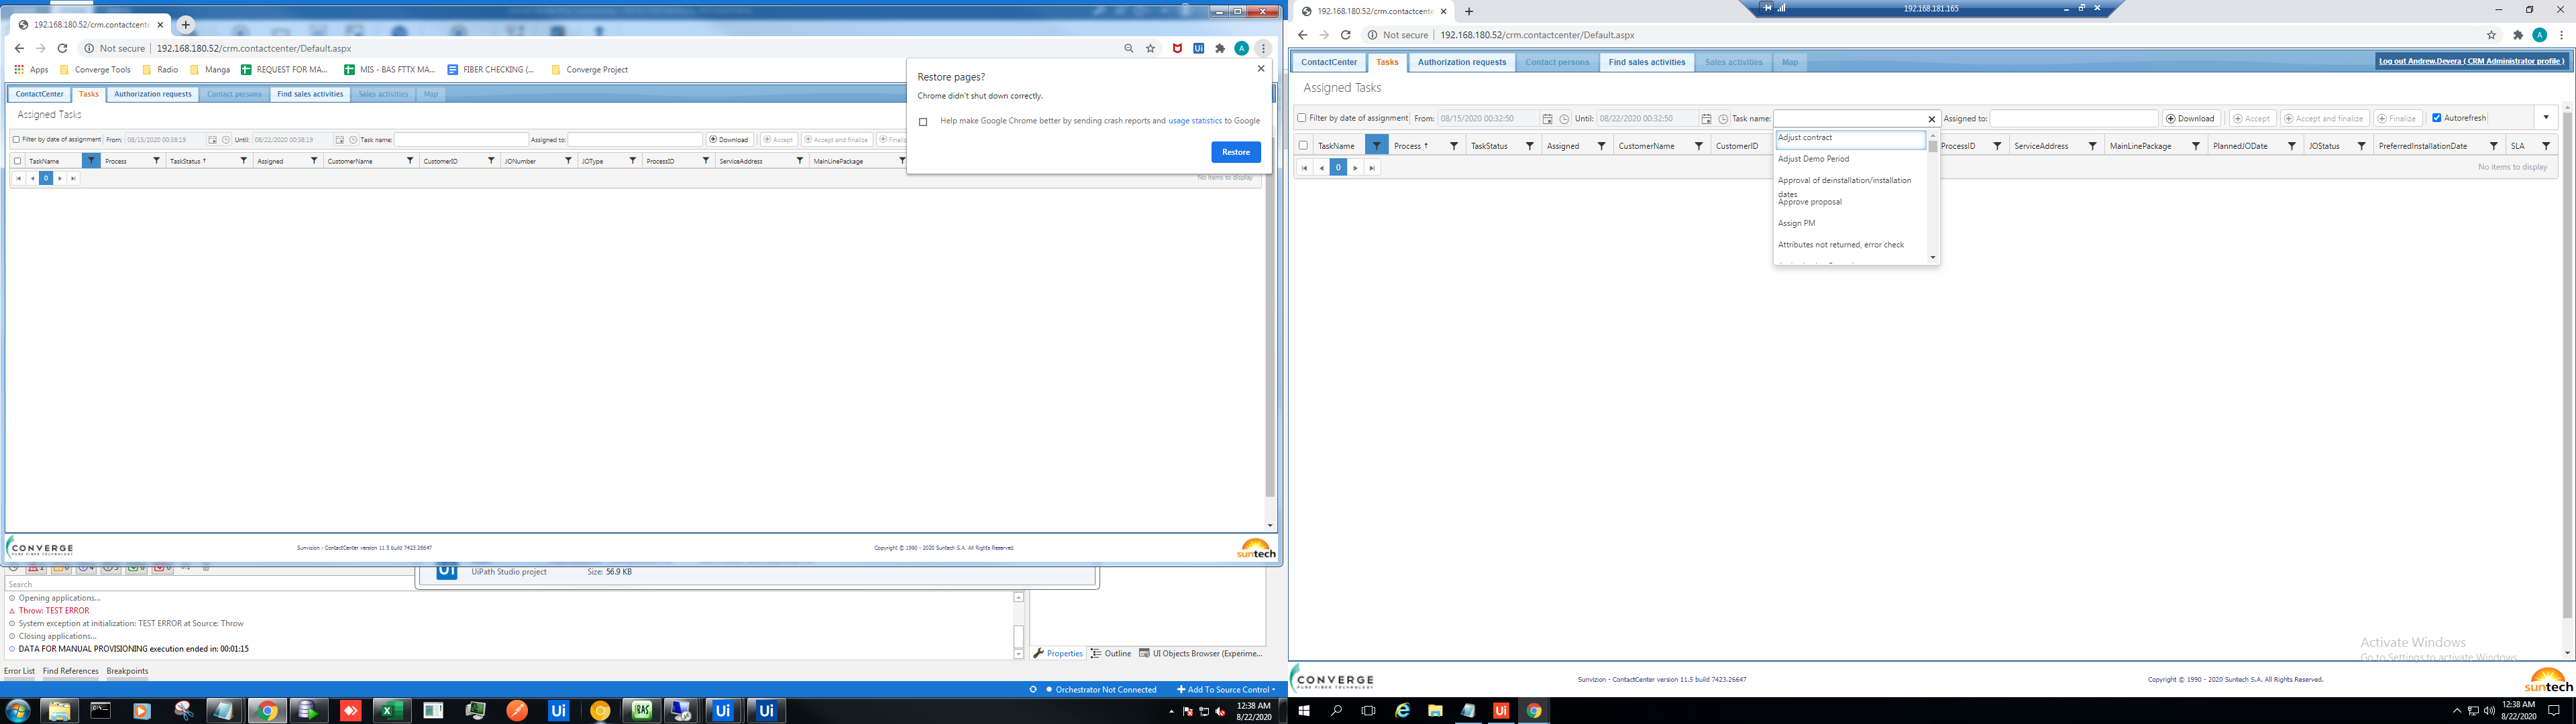 192.168.180.52/crm.contactcente
Not secure 192.168.180.52/crm.contactcenter/Default.aspx
Apps Converge Tools Radio Manga REQUEST FOR MA... MIS - BAS FTTX MA... FIBER CHECKING (... Converge Project
Restore pages?
Chrome didn't shut down correctly.
Help make Google Chrome better by sending crash reports and usage statistics to Google
Restore
ContactCenter Tasks Authorization requests Contact persons Find sales activities Sales activities Map
Assigned Tasks
Filter by date of assignment From: 08/15/2020 00:38:19 Until: 08/22/2020 00:38:19 Task name: Assigned to: Download Accept Accept and finalize
TaskName Process TaskStatus ↑ Assigned CustomerName CustomerID JONumber JOType ProcessID ServiceAddress MainLinePackage
0
No items to display
CONVERGE
PURE FIBER TECHNOLOGY
Sunvision - ContactCenter version 11.5 build 7423.26647
Copyright © 1990 - 2020 Suntech S.A. All Rights Reserved.
suntech
UiPath Studio project Size: 56.9 KB
Search
Opening applications...
Throw: TEST ERROR
System exception at initialization: TEST ERROR at Source: Throw
Closing applications...
DATA FOR MANUAL PROVISIONING execution ended in: 00:01:15
Properties Outline UI Objects Browser (Experime...
Error List Find References Breakpoints
Orchestrator Not Connected Add To Source Control
12:38 AM
8/22/2020
192.168.180.52/crm.contactcente
192.168.181.165
Not secure 192.168.180.52/crm.contactcenter/Default.aspx
ContactCenter Tasks Authorization requests Contact persons Find sales activities Sales activities Map
Log out Andrew.Devera ( CRM Administrator profile )
Assigned Tasks
Filter by date of assignment From: 08/15/2020 00:32:50 Until: 08/22/2020 00:32:50 Task name: Assigned to: Download Accept Accept and finalize Finalize Autorefresh
TaskName Process ↑ TaskStatus Assigned CustomerName CustomerID ProcessID ServiceAddress MainLinePackage PlannedJODate JOStatus PreferredInstallationDate SLA
0
No items to display
Adjust contract
Adjust Demo Period
Approval of deinstallation/installation
dates
Approve proposal
Assign PM
Attributes not returned, error check
Activate Windows
Go to Settings to activate Windows.
CONVERGE
PURE FIBER TECHNOLOGY
Sunvizion - ContactCenter version 11.5 build 7423.26647
Copyright © 1990 - 2020 Suntech S.A. All Rights Reserved.
suntech
12:38 AM
8/22/2020